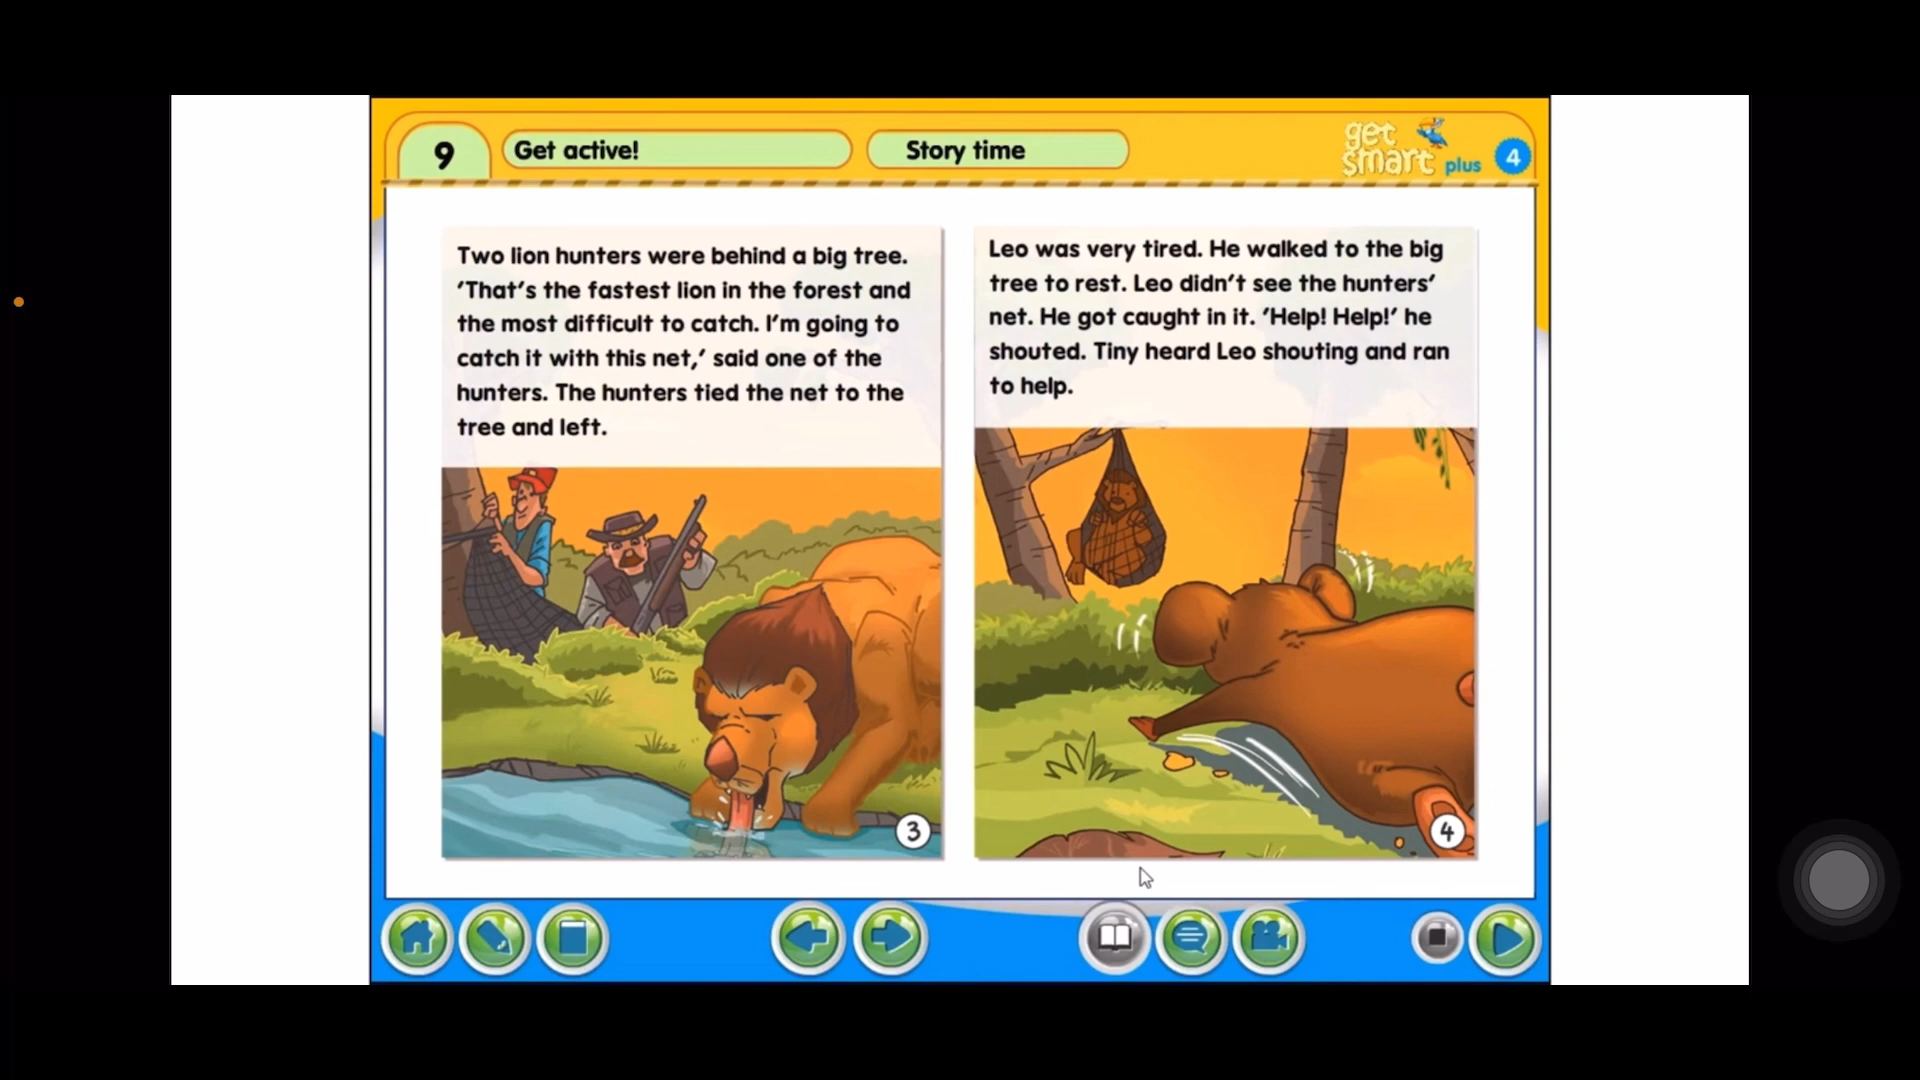 9
Get active!
Story time
get
smart
plus
4
Two lion hunters were behind a big tree.
‘That’s the fastest lion in the forest and
the most difficult to catch. I’m going to
catch it with this net,’ said one of the
hunters. The hunters tied the net to the
tree and left.
3
Leo was very tired. He walked to the big
tree to rest. Leo didn’t see the hunters’
net. He got caught in it. ‘Help! Help!’ he
shouted. Tiny heard Leo shouting and ran
to help.
4